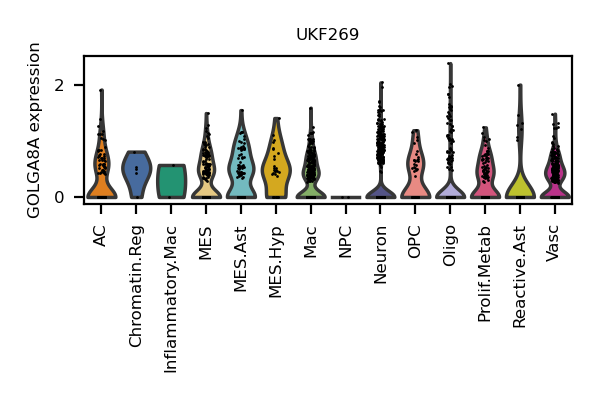 UKF269
GOLGA8A expression
2
0
AC
Chromatin.Reg
Inflammatory.Mac
MES
MES.Ast
MES.Hyp
Mac
NPC
Neuron
OPC
Oligo
Prolif.Metab
Reactive.Ast
Vasc